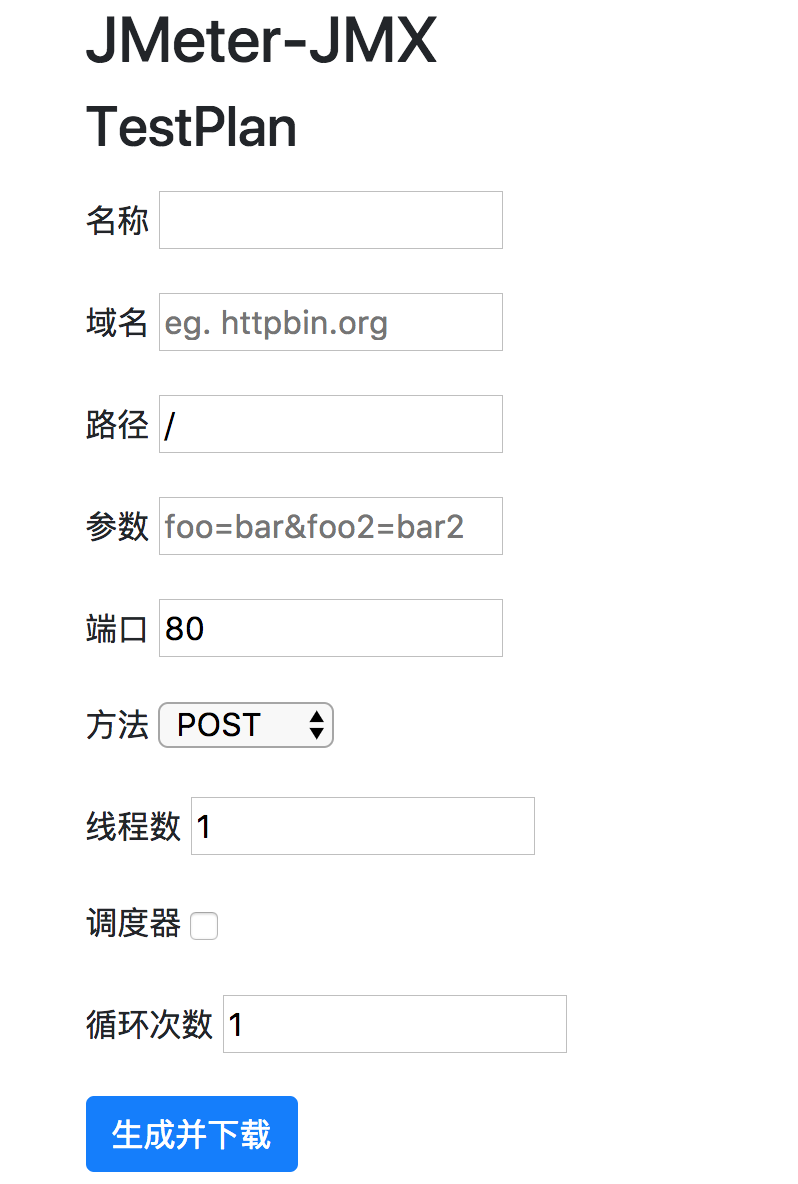 JMeter-JMX
TestPlan
名称
域名 eg. httpbin.org
路径 /
参数 foo=bar&foo2=bar2
端口 80
方法 POST
线程数 1
调度器
循环次数 1
生成并下载